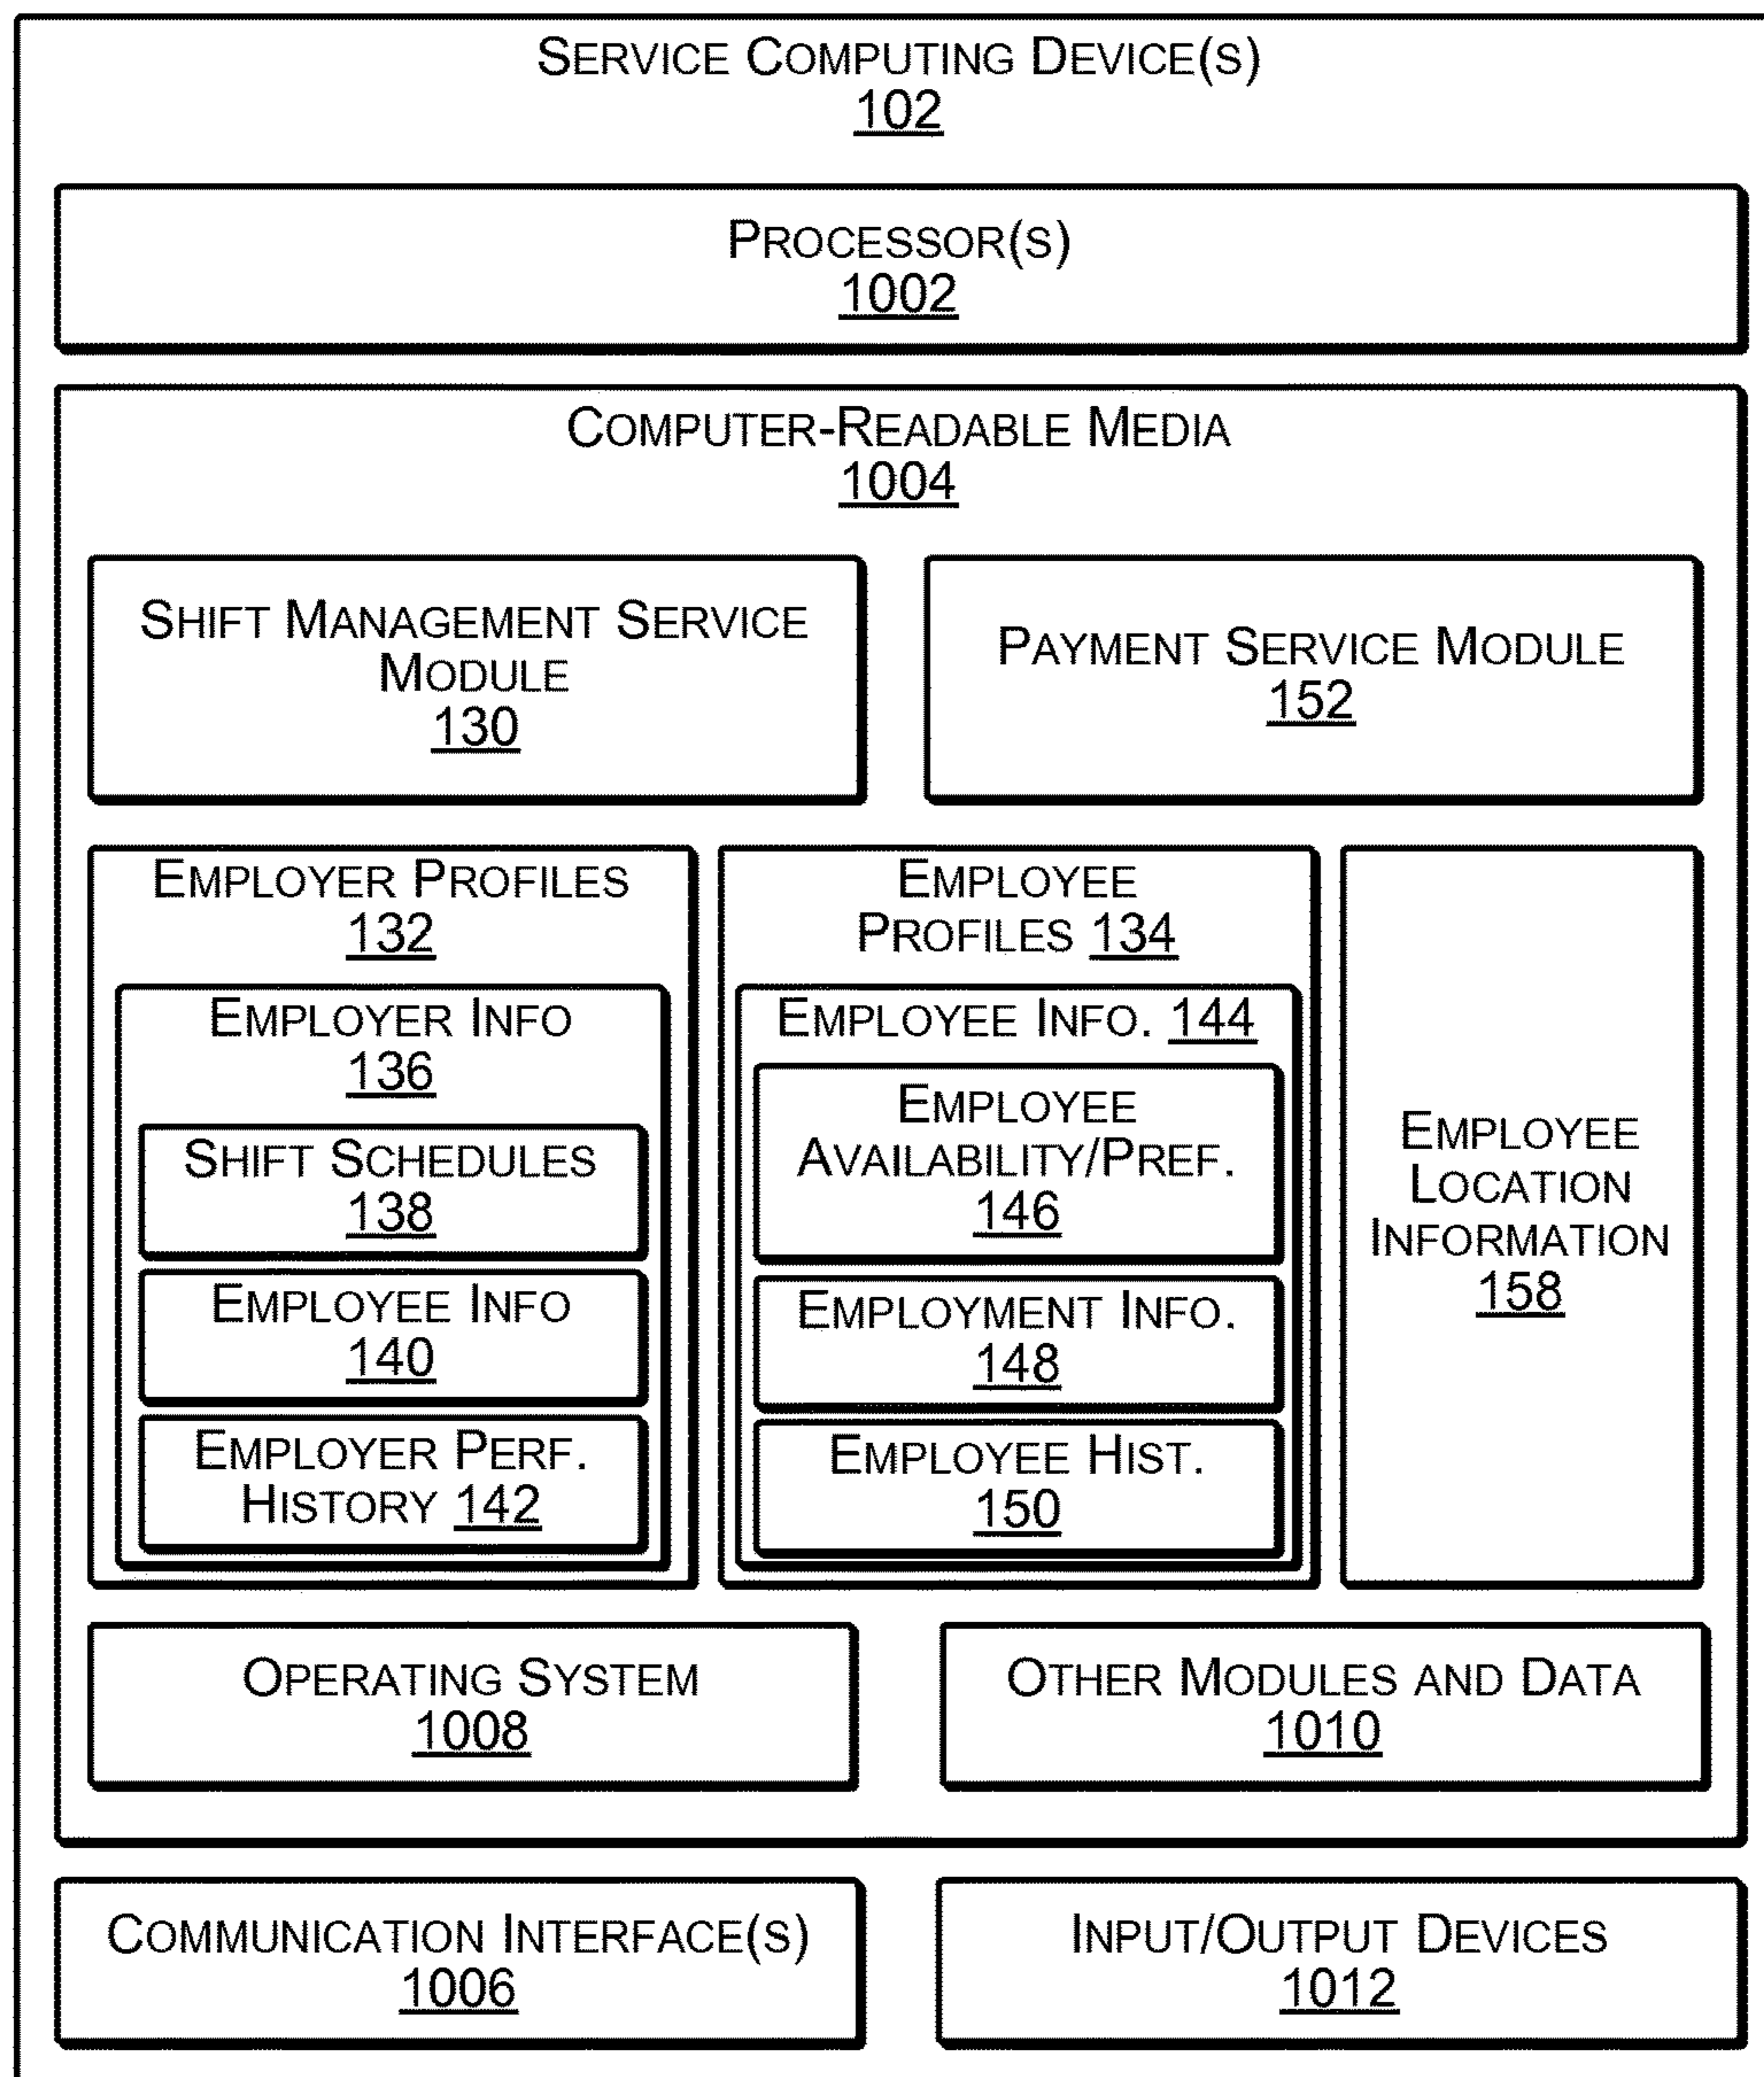 SERVICE COMPUTING DEVICE(S)
102
PROCESSOR(S)
1002
COMPUTER-READABLE MEDIA
1004
SHIFT MANAGEMENT SERVICE
MODULE
130
PAYMENT SERVICE MODULE
152
EMPLOYER PROFILES
132
EMPLOYER INFO
136
SHIFT SCHEDULES
138
EMPLOYEE INFO
140
EMPLOYER PERF.
HISTORY 142
EMPLOYEE
PROFILES 134
EMPLOYEE INFO. 144
EMPLOYEE
AVAILABILITY/PREF.
146
EMPLOYMENT INFO.
148
EMPLOYEE HIST.
150
EMPLOYEE
LOCATION
INFORMATION
158
OPERATING SYSTEM
1008
OTHER MODULES AND DATA
1010
COMMUNICATION INTERFACE(S)
1006
INPUT/OUTPUT DEVICES
1012